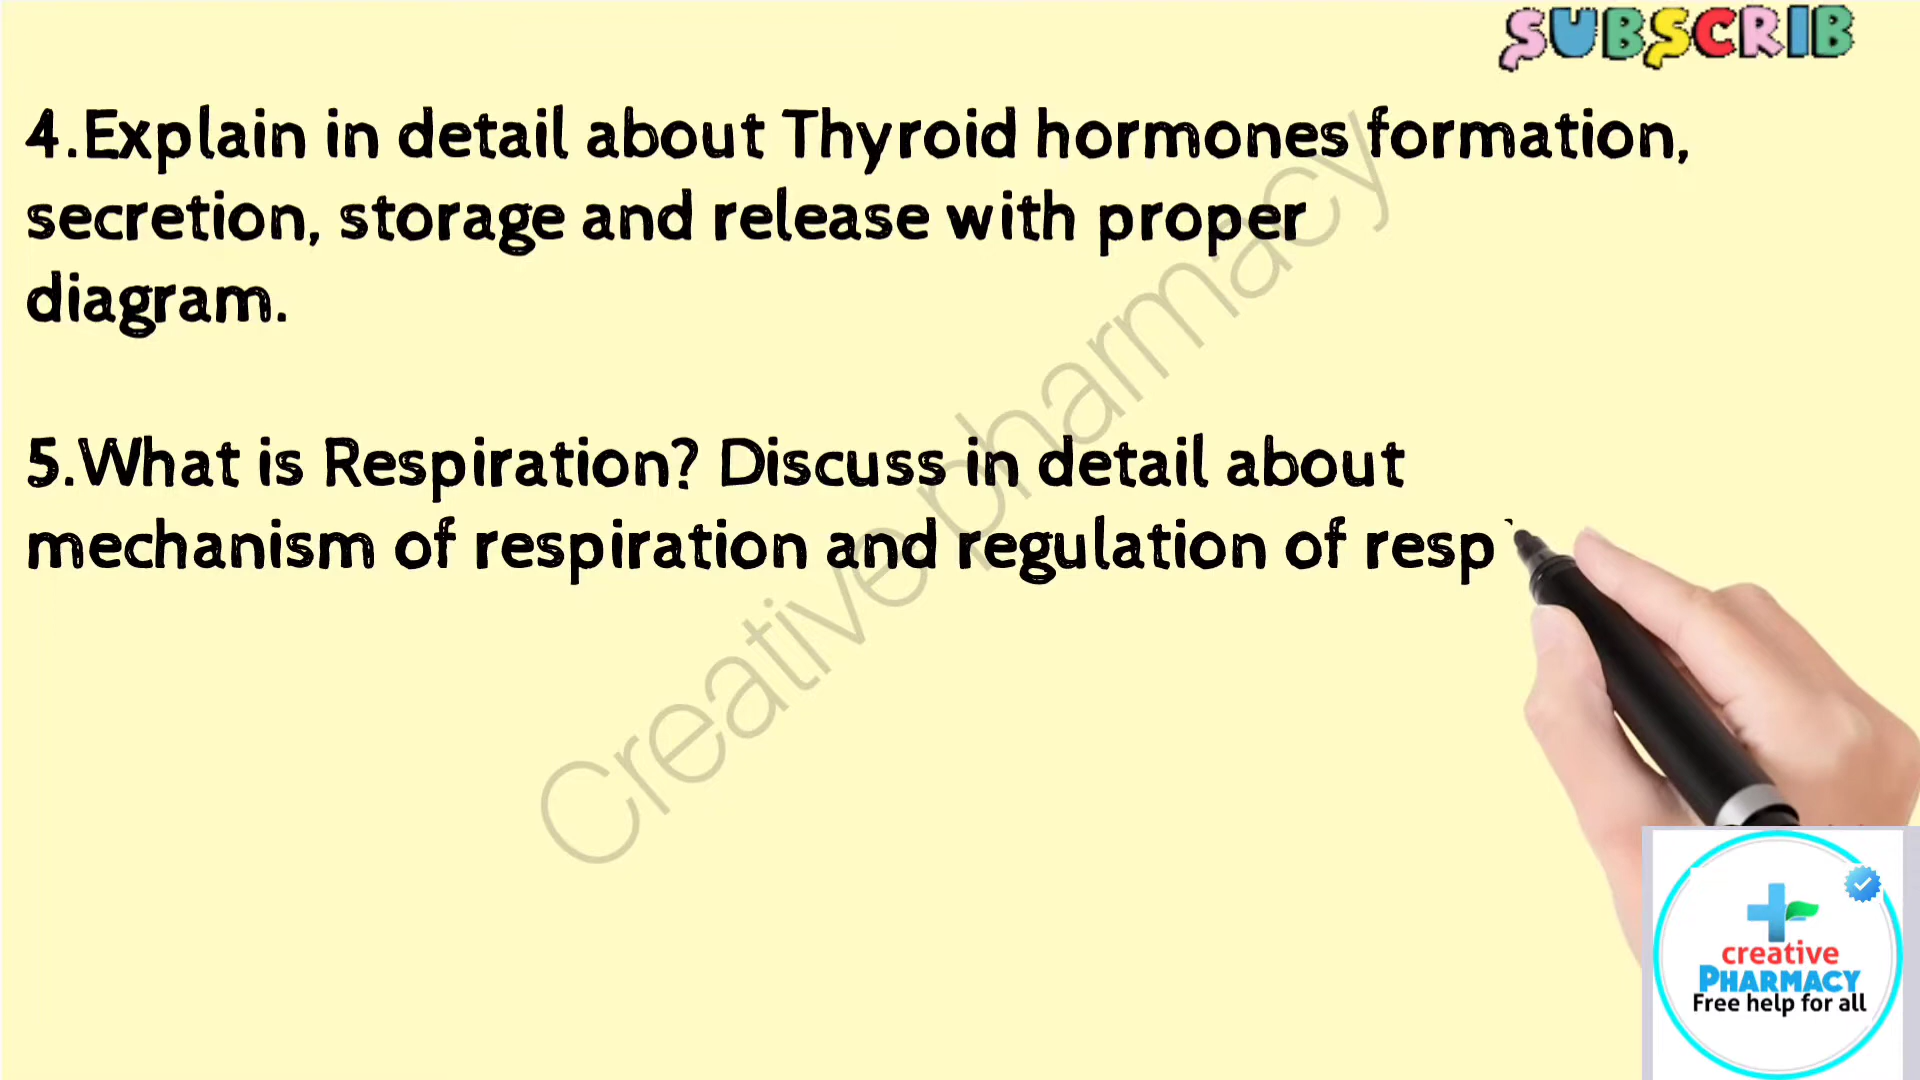 SUBSCRIB
4.Explain in detail about Thyroid hormones formation,
secretion, storage and release with proper
diagram.
5.What is Respiration? Discuss in detail about
mechanism of respiration and regulation of resp
Creative pharmacy
creative
PHARMACY
Free help for all